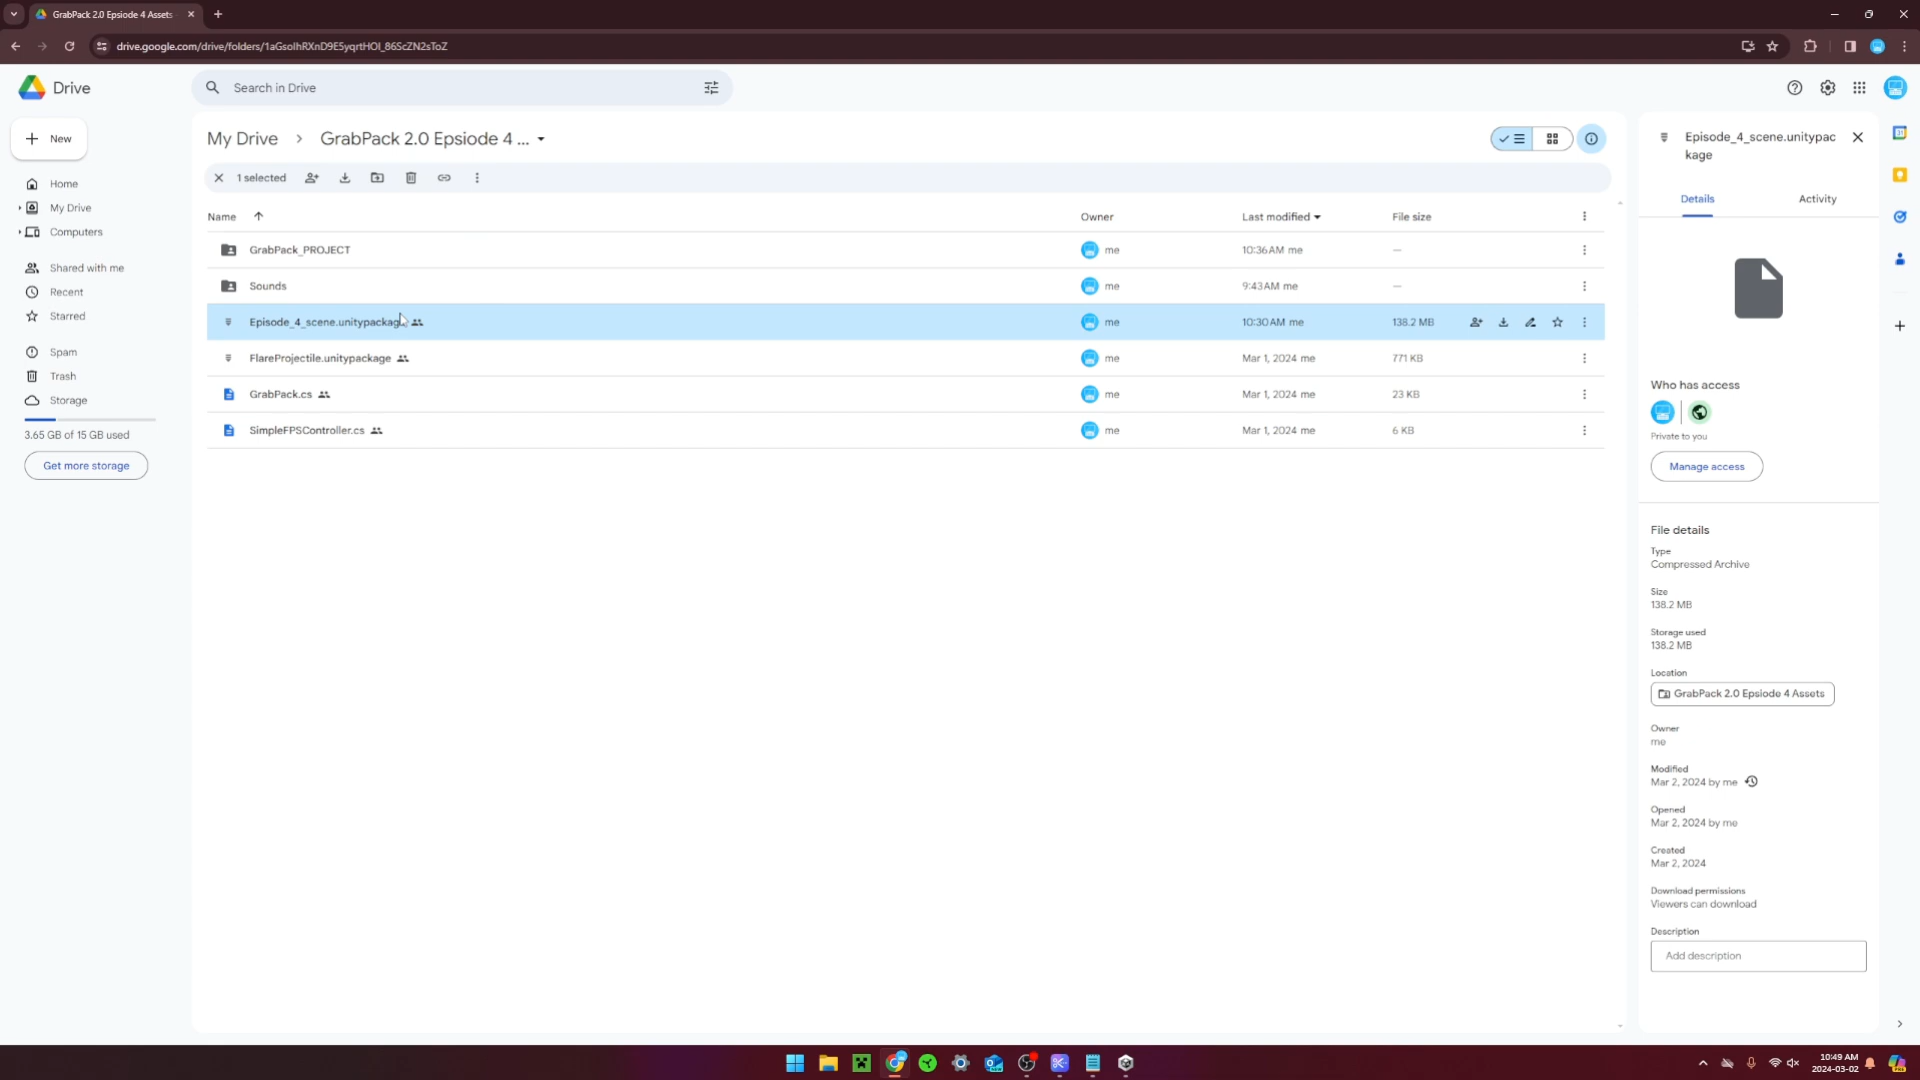 GrabPack 2.0 Epsiode 4 Assets
drive.google.com/drive/folders/1aGsoIhRXnD9E5yqrtHOI_86ScZN2sToZ
Drive
Search in Drive
New
Home
My Drive
Computers
Shared with me
Recent
Starred
Spam
Trash
Storage
3.65 GB of 15 GB used
Get more storage
My Drive > GrabPack 2.0 Epsiode 4 ...
1 selected
Name Owner Last modified File size
GrabPack_PROJECT me 10:36 AM me —
Sounds me 9:43 AM me —
Episode_4_scene.unitypackage me 10:30 AM me 138.2 MB
FlareProjectile.unitypackage me Mar 1, 2024 me 771 KB
GrabPack.cs me Mar 1, 2024 me 23 KB
SimpleFPSController.cs me Mar 1, 2024 me 6 KB
Episode_4_scene.unitypac
kage
Details Activity
Who has access
Private to you
Manage access
File details
Type
Compressed Archive
Size
138.2 MB
Storage used
138.2 MB
Location
GrabPack 2.0 Epsiode 4 Assets
Owner
me
Modified
Mar 2, 2024 by me
Opened
Mar 2, 2024 by me
Created
Mar 2, 2024
Download permissions
Viewers can download
Description
Add description
10:49 AM
2024-03-02